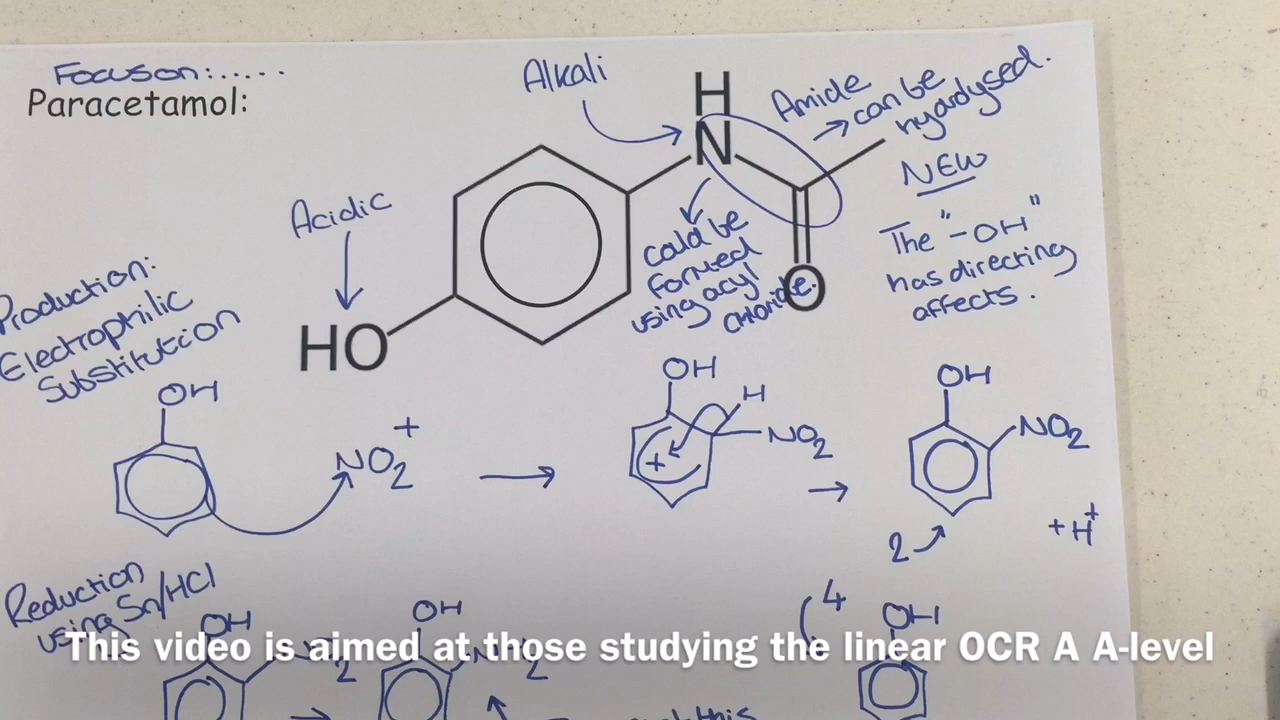 Focus on:.....
Paracetamol:
Alkali
H
N
Amide
→ can be
hyrdysed.
NEW
The "-OH"
has directing
affects.
Acidic
HO
could be
formed
using acyl
chloride.
O
Production:
Electrophilic
Substitution
OH
NO2+
OH
H
+
NO2
OH
NO2
2
+H+
Reduction
using Sn/HCl
OH
OH
4
OH
This video is aimed at those studying the linear OCR A A-level